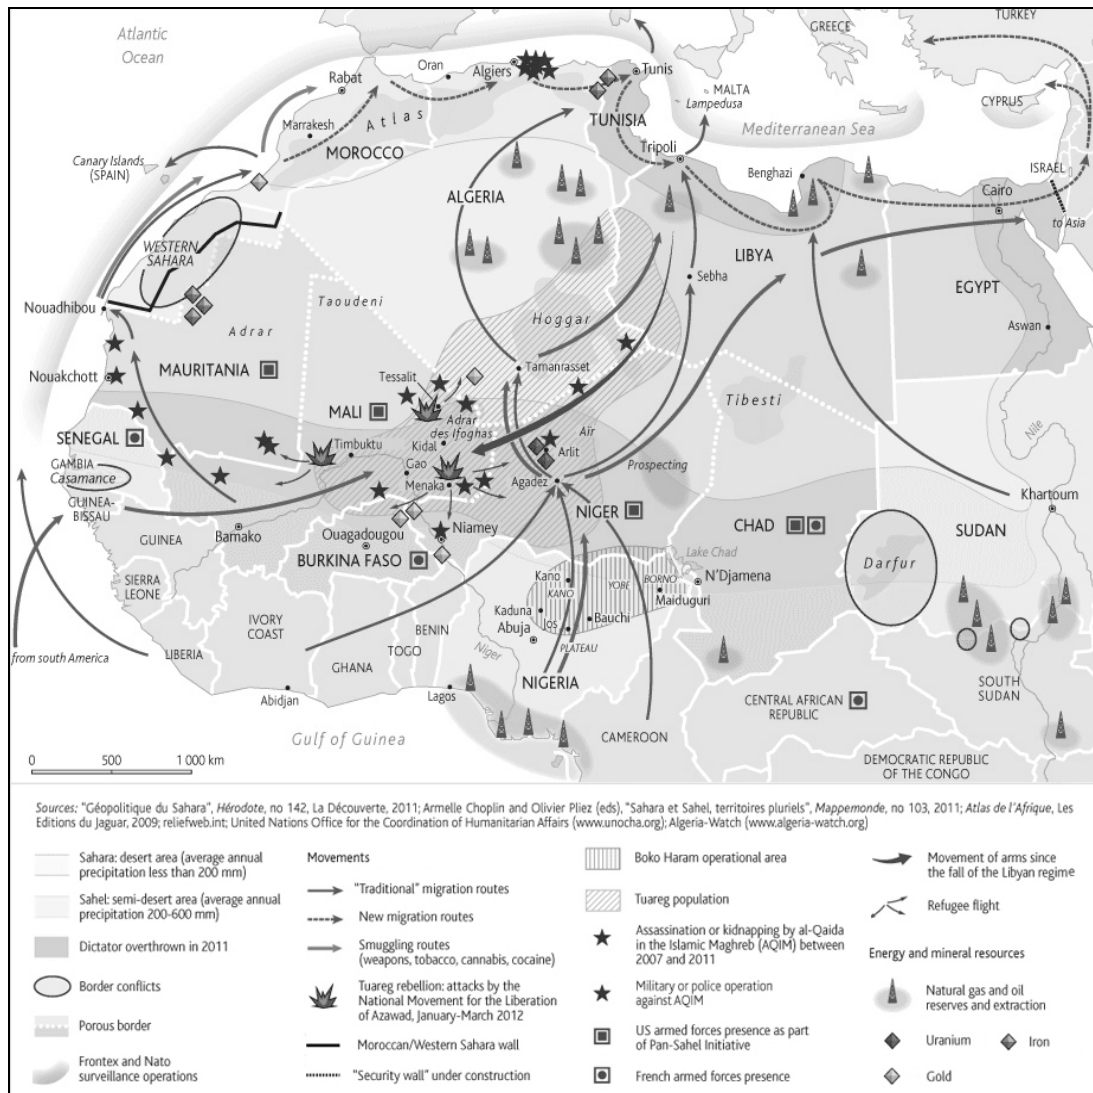 Atlantic
Ocean
TURKEY
GREECE
Oran
Algiers
Tunis
Rabat
MALTA
Lampedusa
CYPRUS
Atlas
TUNISIA
Marrakesh
Mediterranean Sea
MOROCCO
Tripoli
Canary Islands
(SPAIN)
Benghazi
ISRAEL
Cairo
ALGERIA
to Asia
WESTERN
SAHARA
LIBYA
Sebha
EGYPT
Nouadhibou
Taoudeni
Adrar
Hoggar
Aswan
Nouakchott
MAURITANIA
Tamanrasset
Tessalit
Tibesti
MALI
Adrar
des Ifoghas
Nile
SENEGAL
Timbuktu
Kidal
Aïr
Arlit
GAMBIA
Casamance
Gao
Prospecting
Menaka
Agadez
GUINEA-
BISSAU
Khartoum
NIGER
CHAD
SUDAN
GUINEA
Bamako
Ouagadougou
Niamey
BURKINA FASO
Lake Chad
Darfur
SIERRA
LEONE
Kano
KANO
YOBE
BORNO
N'Djamena
Maiduguri
IVORY
COAST
Kaduna
Bauchi
Jos
Abuja
BENIN
TOGO
PLATEAU
from south America
LIBERIA
GHANA
Niger
NIGERIA
SOUTH
SUDAN
Abidjan
Lagos
CENTRAL AFRICAN
REPUBLIC
Gulf of Guinea
CAMEROON
DEMOCRATIC REPUBLIC
OF THE CONGO
0 500 1 000 km
Sources: "Géopolitique du Sahara", Hérodote, no 142, La Découverte, 2011; Armelle Choplin and Olivier Pliez (eds), "Sahara et Sahel, territoires pluriels", Mappemonde, no 103, 2011; Atlas de l'Afrique, Les
Editions du Jaguar, 2009; reliefweb.int; United Nations Office for the Coordination of Humanitarian Affairs (www.unocha.org); Algeria-Watch (www.algeria-watch.org)
Sahara: desert area (average annual
precipitation less than 200 mm)
Sahel: semi-desert area (average annual
precipitation 200-600 mm)
Dictator overthrown in 2011
Border conflicts
Porous border
Frontex and Nato
surveillance operations
Movements
"Traditional" migration routes
New migration routes
Smuggling routes
(weapons, tobacco, cannabis, cocaine)
Tuareg rebellion: attacks by the
National Movement for the Liberation
of Azawad, January-March 2012
Moroccan/Western Sahara wall
"Security wall" under construction
Boko Haram operational area
Tuareg population
Assassination or kidnapping by al-Qaida
in the Islamic Maghreb (AQIM) between
2007 and 2011
Military or police operation
against AQIM
US armed forces presence as part
of Pan-Sahel Initiative
French armed forces presence
Movement of arms since
the fall of the Libyan regime
Refugee flight
Energy and mineral resources
Natural gas and oil
reserves and extraction
Uranium
Iron
Gold